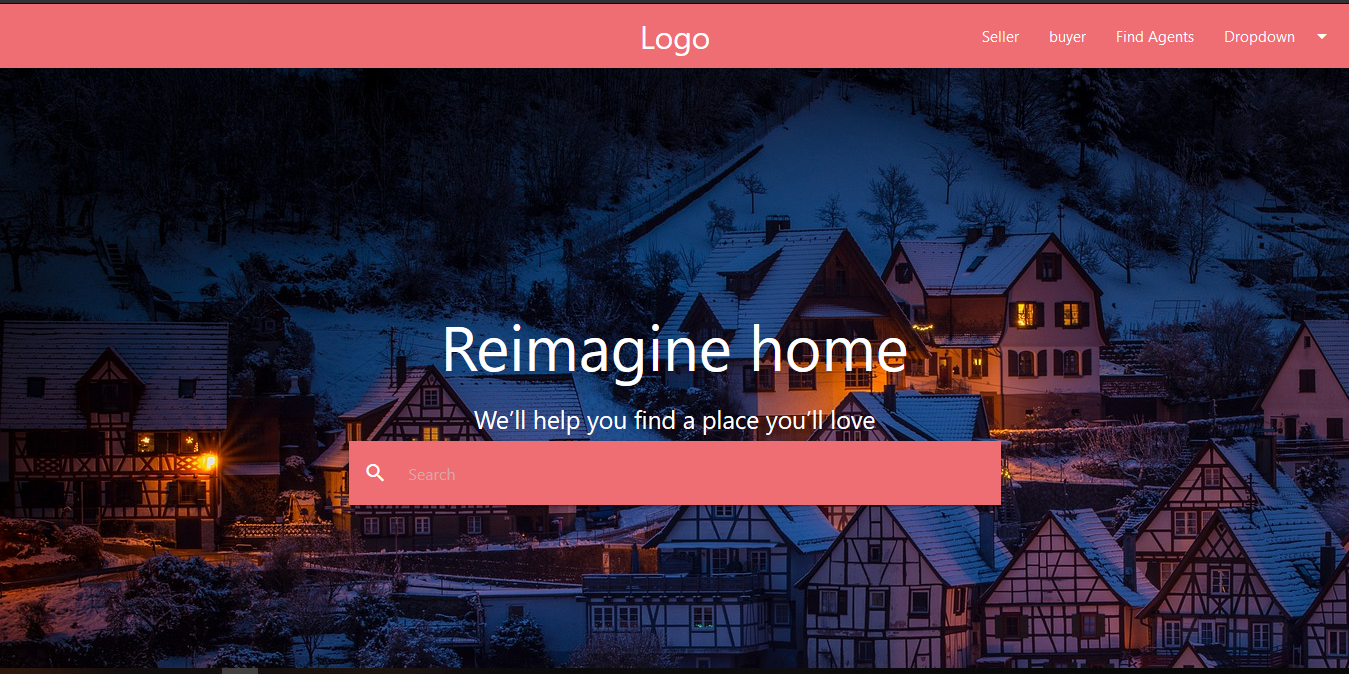 Logo
Seller buyer Find Agents Dropdown
Reimagine home
We’ll help you find a place you’ll love
Search